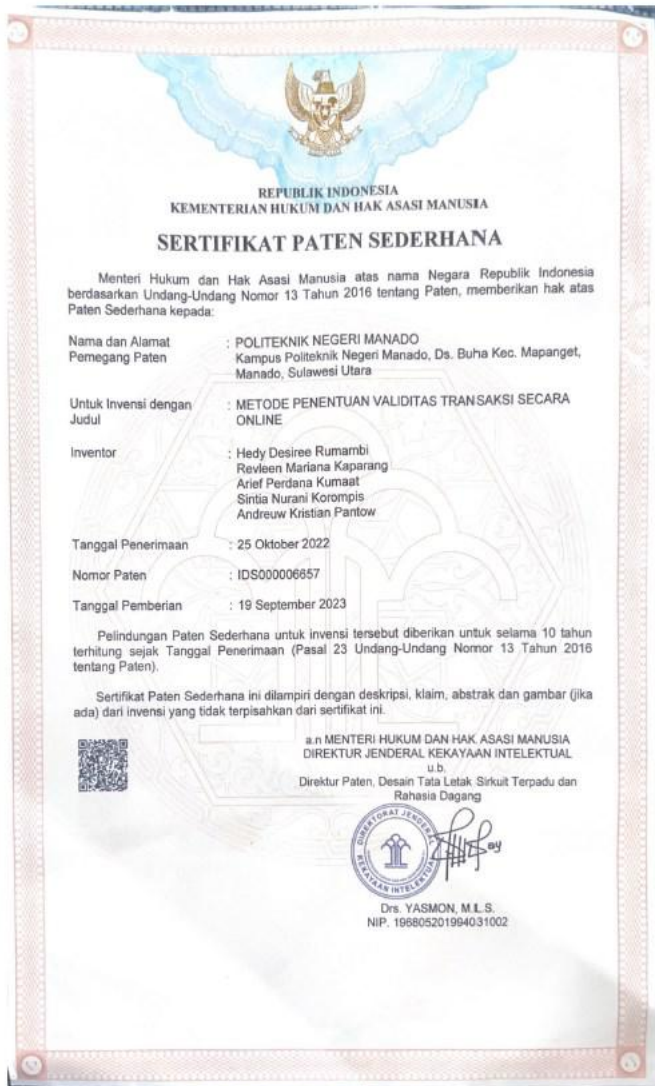 REPUBLIK INDONESIA
KEMENTERIAN HUKUM DAN HAK ASASI MANUSIA
SERTIFIKAT PATEN SEDERHANA
Menteri Hukum dan Hak Asasi Manusia atas nama Negara Republik Indonesia
berdasarkan Undang-Undang Nomor 13 Tahun 2016 tentang Paten, memberikan hak atas
Paten Sederhana kepada:
Nama dan Alamat : POLITEKNIK NEGERI MANADO
Pemegang Paten Kampus Politeknik Negeri Manado, Ds. Buha Kec. Mapanget,
Manado, Sulawesi Utara
Untuk Invensi dengan : METODE PENENTUAN VALIDITAS TRANSAKSI SECARA
Judul ONLINE
Inventor : Hedy Desiree Rumambi
Revleen Mariana Kaparang
Arief Perdana Kumaat
Sintia Nurani Korompis
Andreuw Kristian Pantow
Tanggal Penerimaan : 25 Oktober 2022
Nomor Paten : IDS000006657
Tanggal Pemberian : 19 September 2023
Pelindungan Paten Sederhana untuk invensi tersebut diberikan untuk selama 10 tahun
terhitung sejak Tanggal Penerimaan (Pasal 23 Undang-Undang Nomor 13 Tahun 2016
tentang Paten).
Sertifikat Paten Sederhana ini dilampiri dengan deskripsi, klaim, abstrak dan gambar (jika
ada) dari invensi yang tidak terpisahkan dari sertifikat ini.
a.n MENTERI HUKUM DAN HAK ASASI MANUSIA
DIREKTUR JENDERAL KEKAYAAN INTELEKTUAL
u.b.
Direktur Paten, Desain Tata Letak Sirkuit Terpadu dan
Rahasia Dagang
DIREKTORAT JENDERAL
KEKAYAAN INTELEKTUAL
Drs. YASMON, M.L.S.
NIP. 196805201994031002